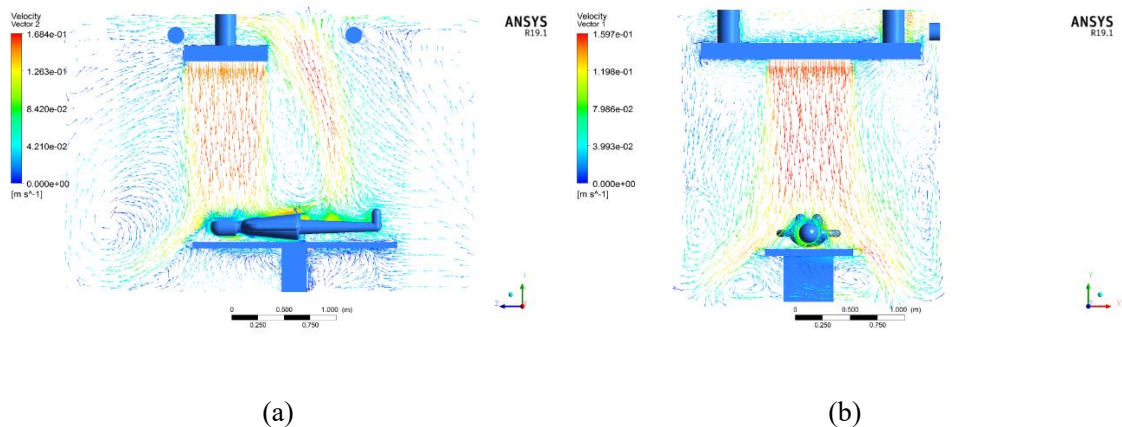 Velocity
Vector 2
1.684e-01
1.263e-01
8.420e-02
4.210e-02
0.000e+00
[m s^-1]
ANSYS
R19.1
0 0.500 1.000 (m)
0.250 0.750
Y
Z
X
(a)
Velocity
Vector 1
1.597e-01
1.198e-01
7.986e-02
3.993e-02
0.000e+00
[m s^-1]
ANSYS
R19.1
0 0.500 1.000 (m)
0.250 0.750
Y
X
(b)